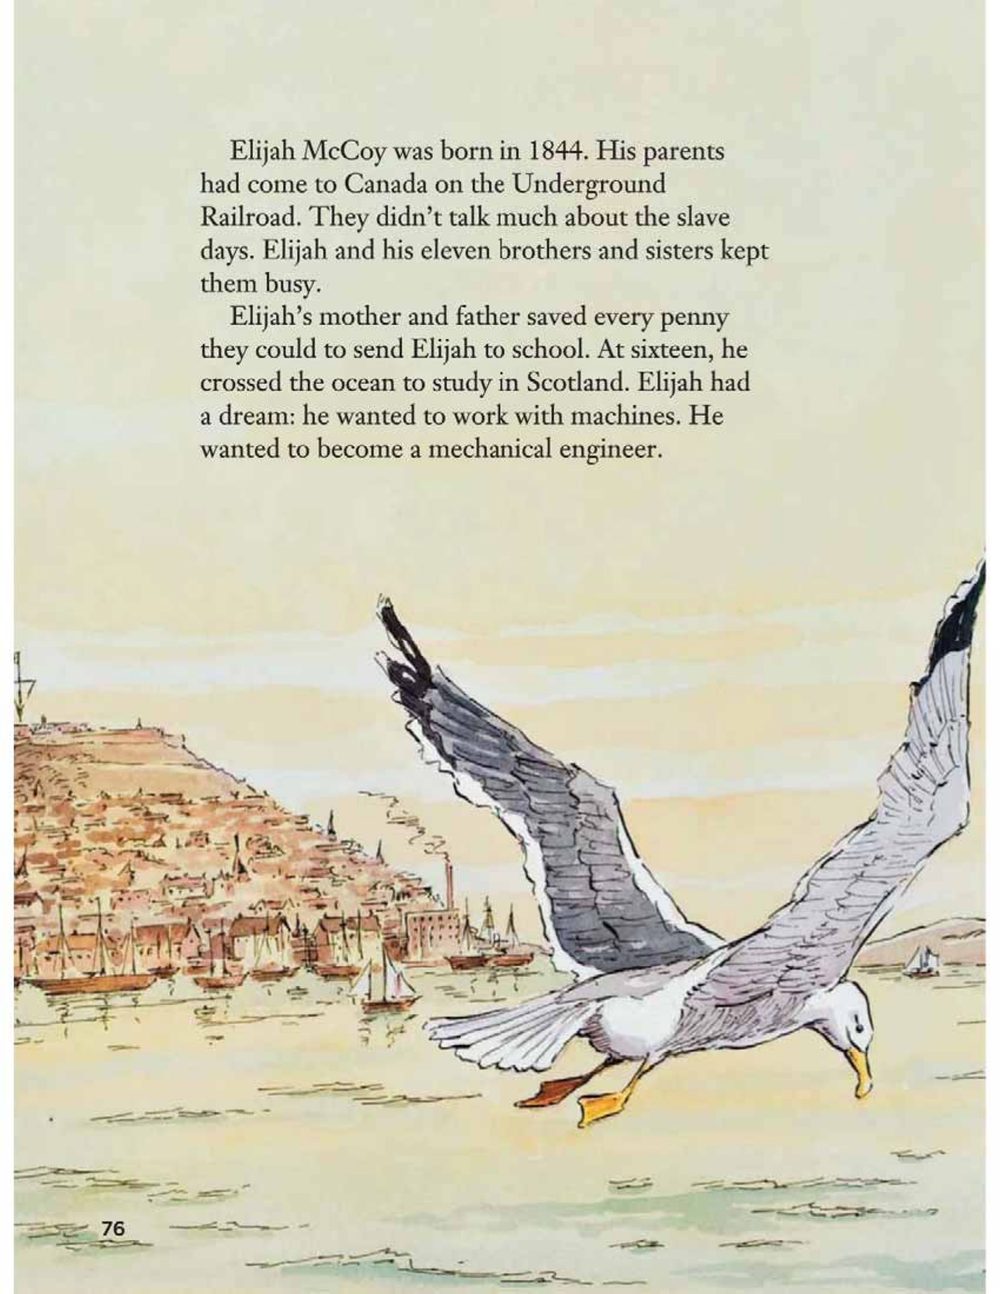 Elijah McCoy was born in 1844. His parents
had come to Canada on the Underground
Railroad. They didn't talk much about the slave
days. Elijah and his eleven brothers and sisters kept
them busy.
Elijah's mother and father saved every penny
they could to send Elijah to school. At sixteen, he
crossed the ocean to study in Scotland. Elijah had
a dream: he wanted to work with machines. He
wanted to become a mechanical engineer.
76